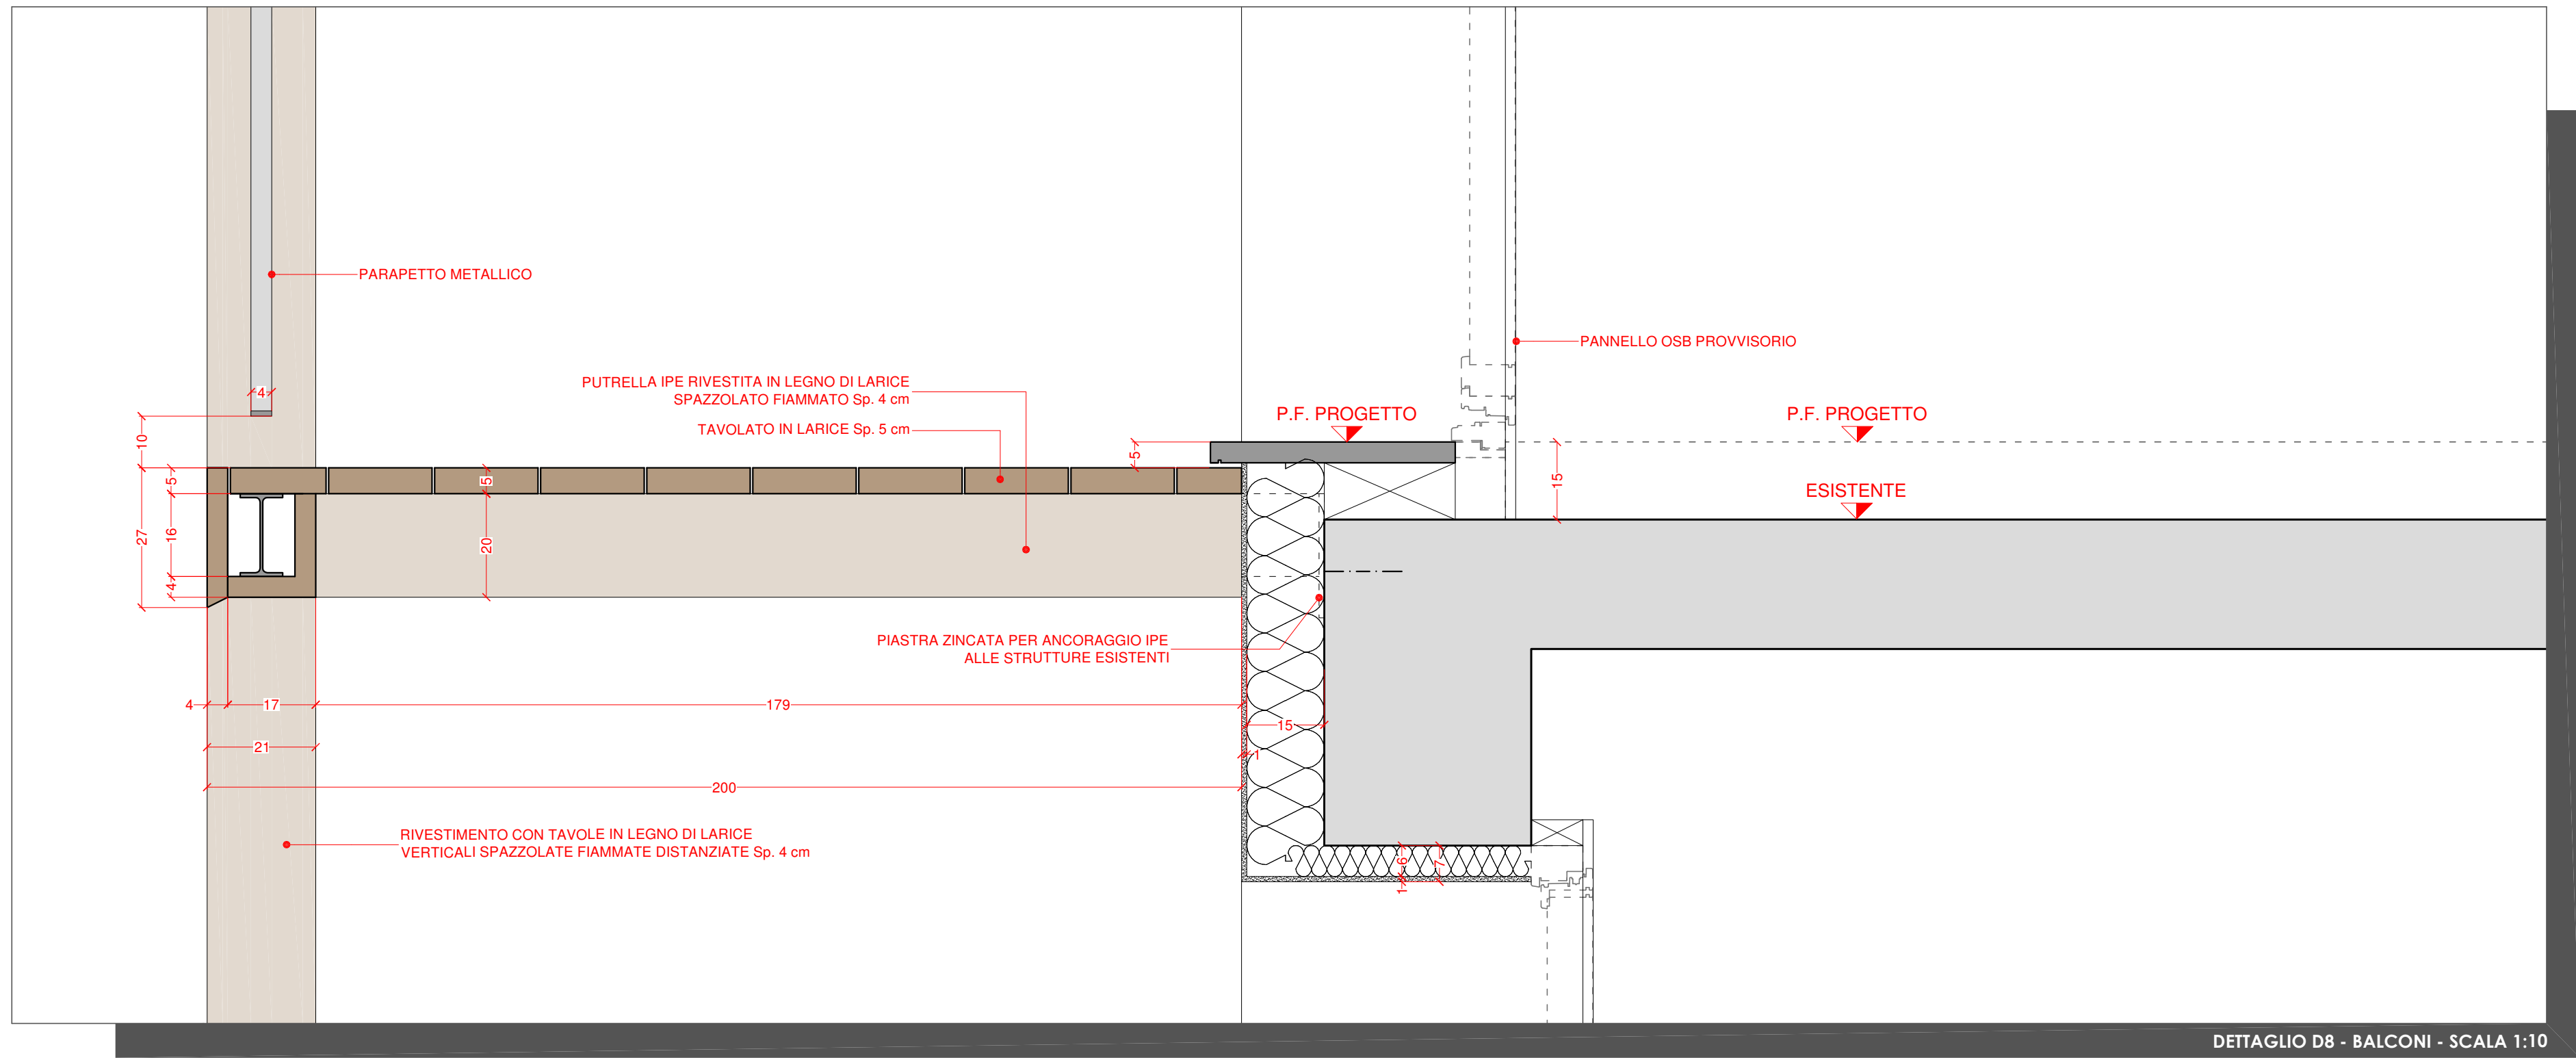 PARAPETTO METALLICO
PANNELLO OSB PROVVISORIO
PUTRELLA IPE RIVESTITA IN LEGNO DI LARICE
SPAZZOLATO FIAMMATO Sp. 4 cm
TAVOLATO IN LARICE Sp. 5 cm
P.F. PROGETTO
P.F. PROGETTO
ESISTENTE
4
10
5
16
4
27
5
20
5
15
PIASTRA ZINCATA PER ANCORAGGIO IPE
ALLE STRUTTURE ESISTENTI
4
17
179
21
15
1
200
RIVESTIMENTO CON TAVOLE IN LEGNO DI LARICE
VERTICALI SPAZZOLATE FIAMMATE DISTANZIATE Sp. 4 cm
6
7
1
DETTAGLIO D8 - BALCONI - SCALA 1:10